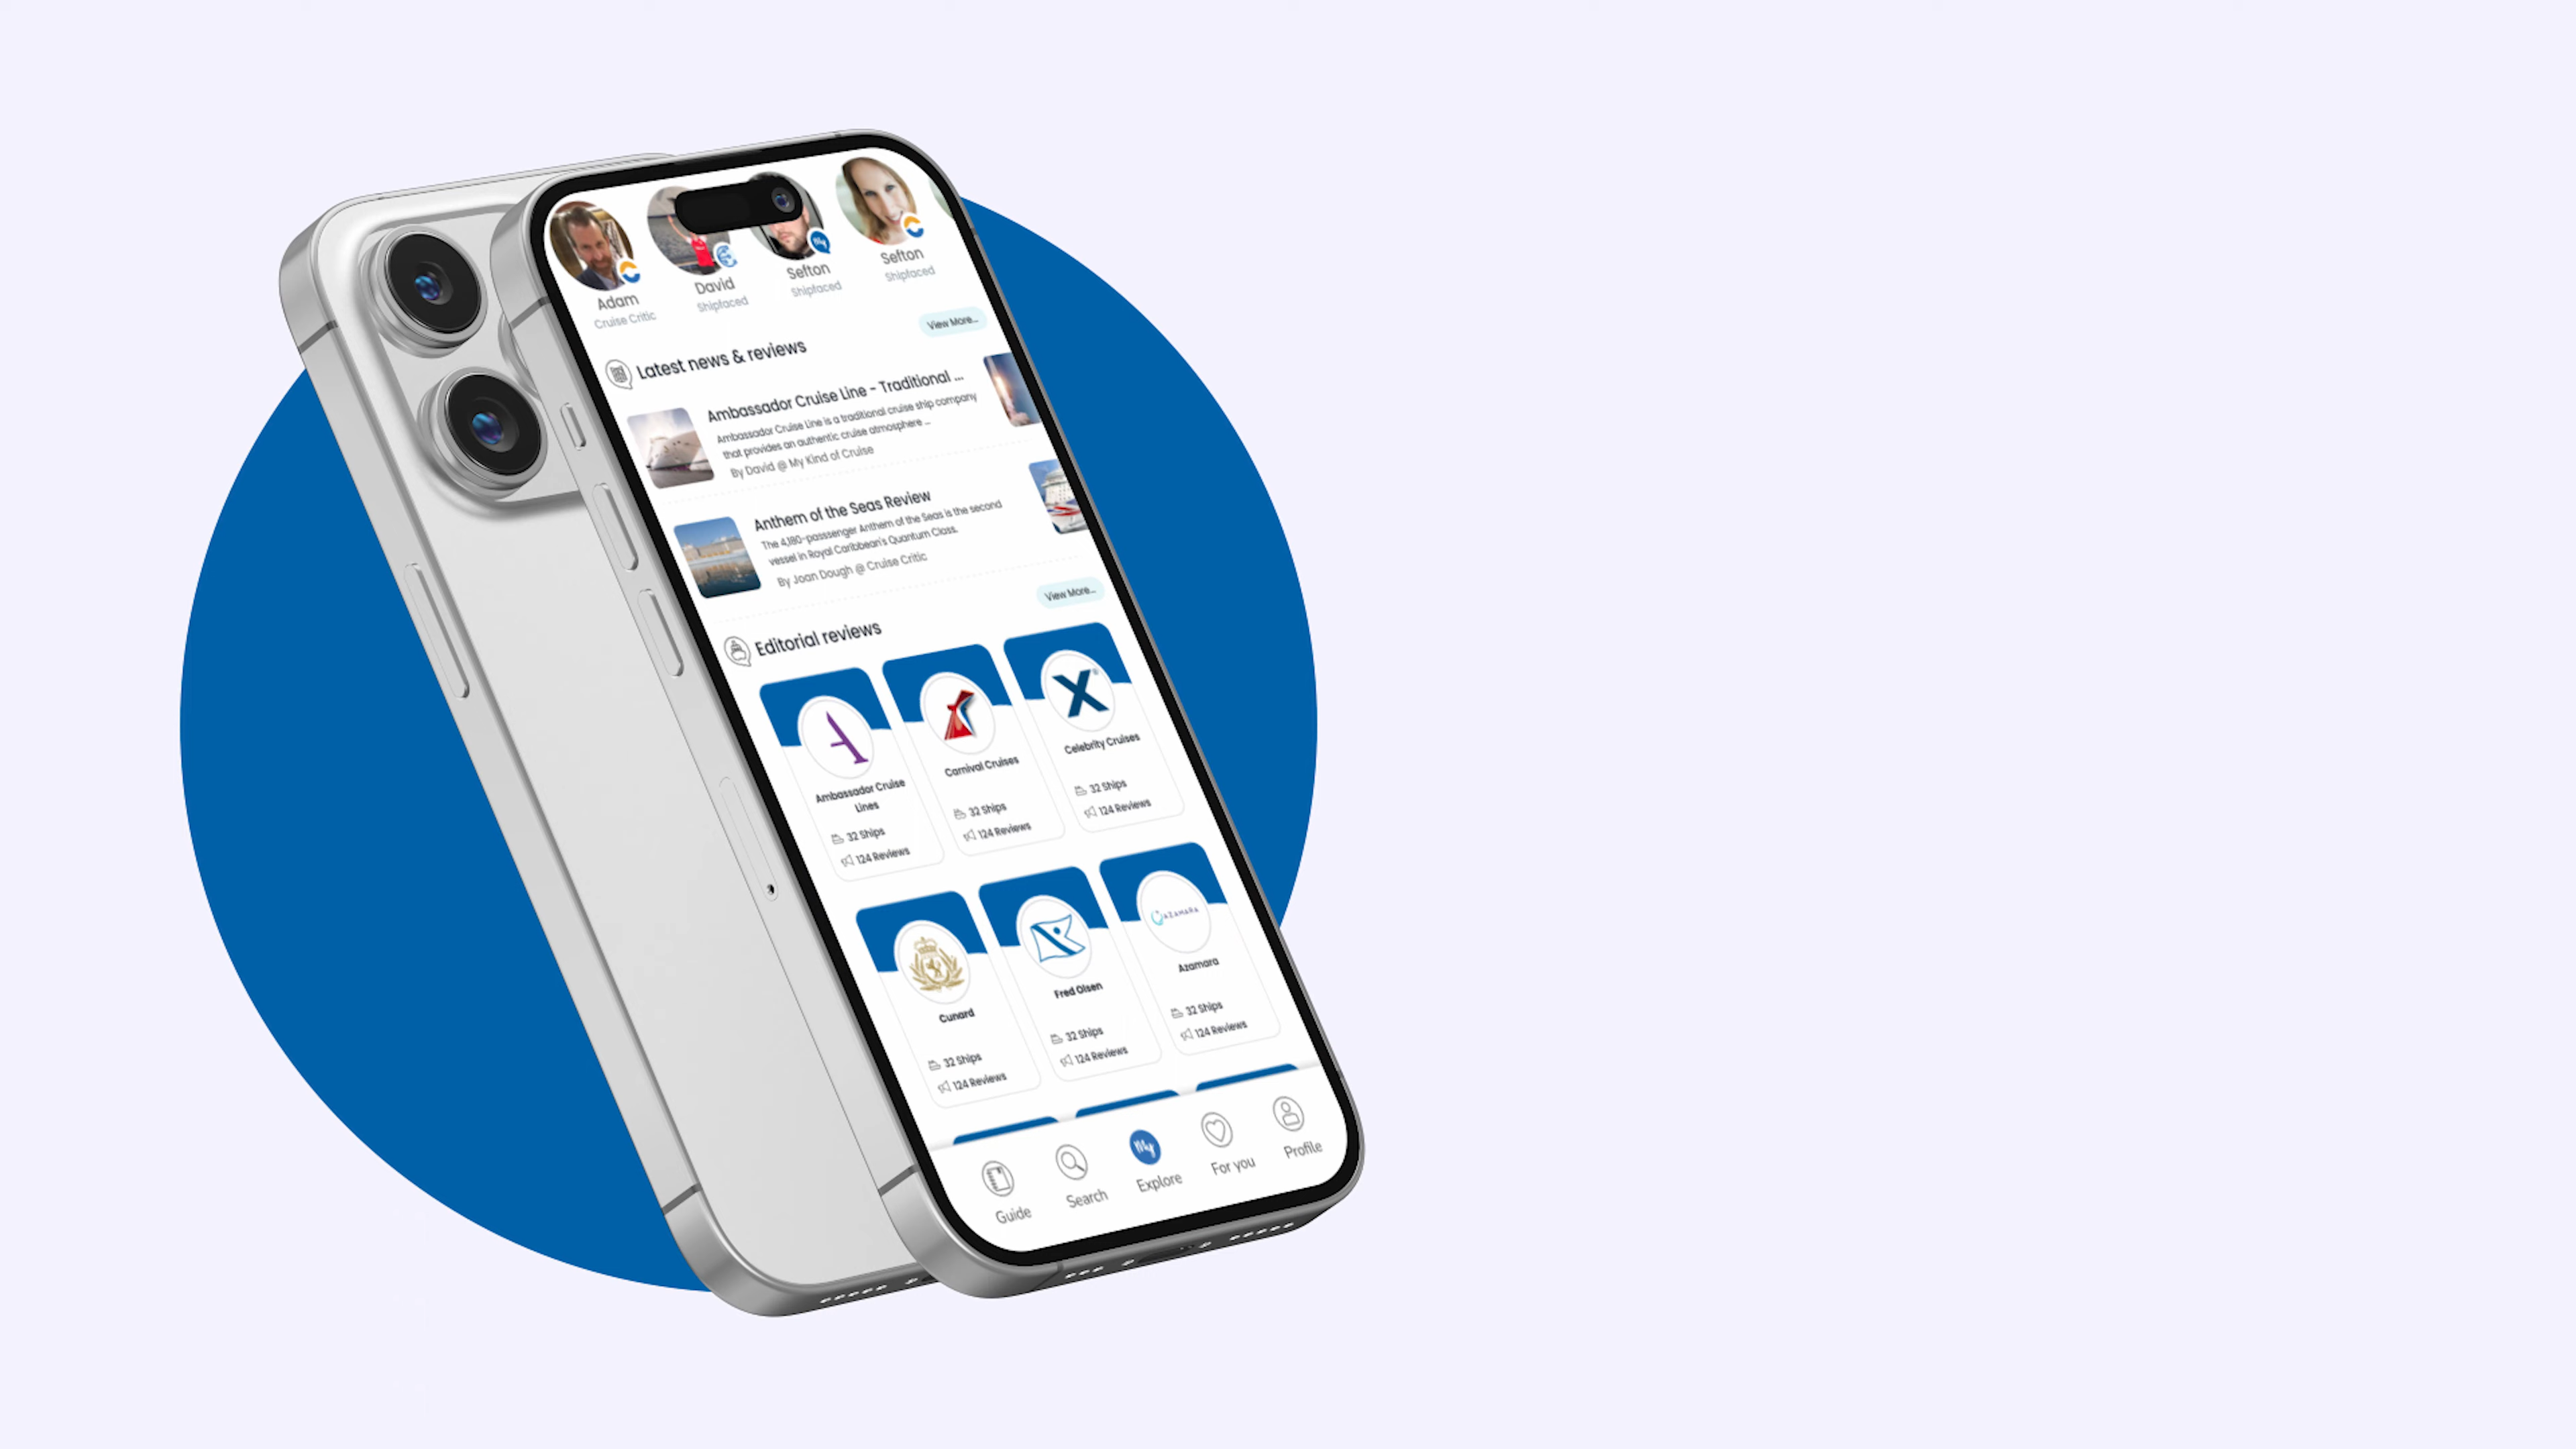 Adam
Cruise Critic
David
Shipfaced
Sefton
Shipfaced
Sefton
Shipfaced
View More...
Latest news & reviews
Ambassador Cruise Line - Traditional ...
Ambassador Cruise Line is a traditional cruise ship company
that provides an authentic cruise atmosphere ...
By David @ My Kind of Cruise
Anthem of the Seas Review
The 4,180-passsenger Anthem of the Seas is the second
vessel in Royal Caribbean's Quantum Class.
By Joan Dough @ Cruise Critic
View More...
Editorial reviews
Ambassador Cruise
Lines
32 Ships
124 Reviews
Carnival Cruises
32 Ships
124 Reviews
X
Celebrity Cruises
32 Ships
124 Reviews
Cunard
32 Ships
124 Reviews
Fred Olsen
32 Ships
124 Reviews
AZAMARA
Azamara
32 Ships
124 Reviews
Guide
Search
My
Explore
For you
Profile